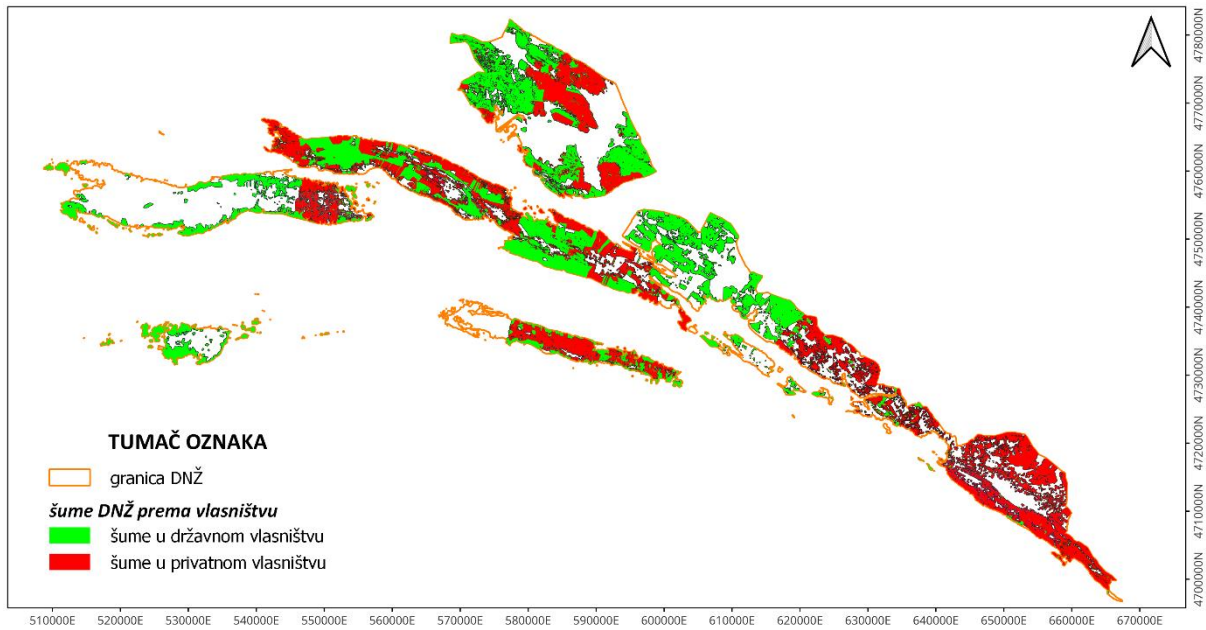 TUMAČ OZNAKA
granica DNŽ
šume DNŽ prema vlasništvu
šume u državnom vlasništvu
šume u privatnom vlasništvu
4780000N
4770000N
4760000N
4750000N
4740000N
4730000N
4720000N
4710000N
4700000N
510000E 520000E 530000E 540000E 550000E 560000E 570000E 580000E 590000E 600000E 610000E 620000E 630000E 640000E 650000E 660000E 670000E